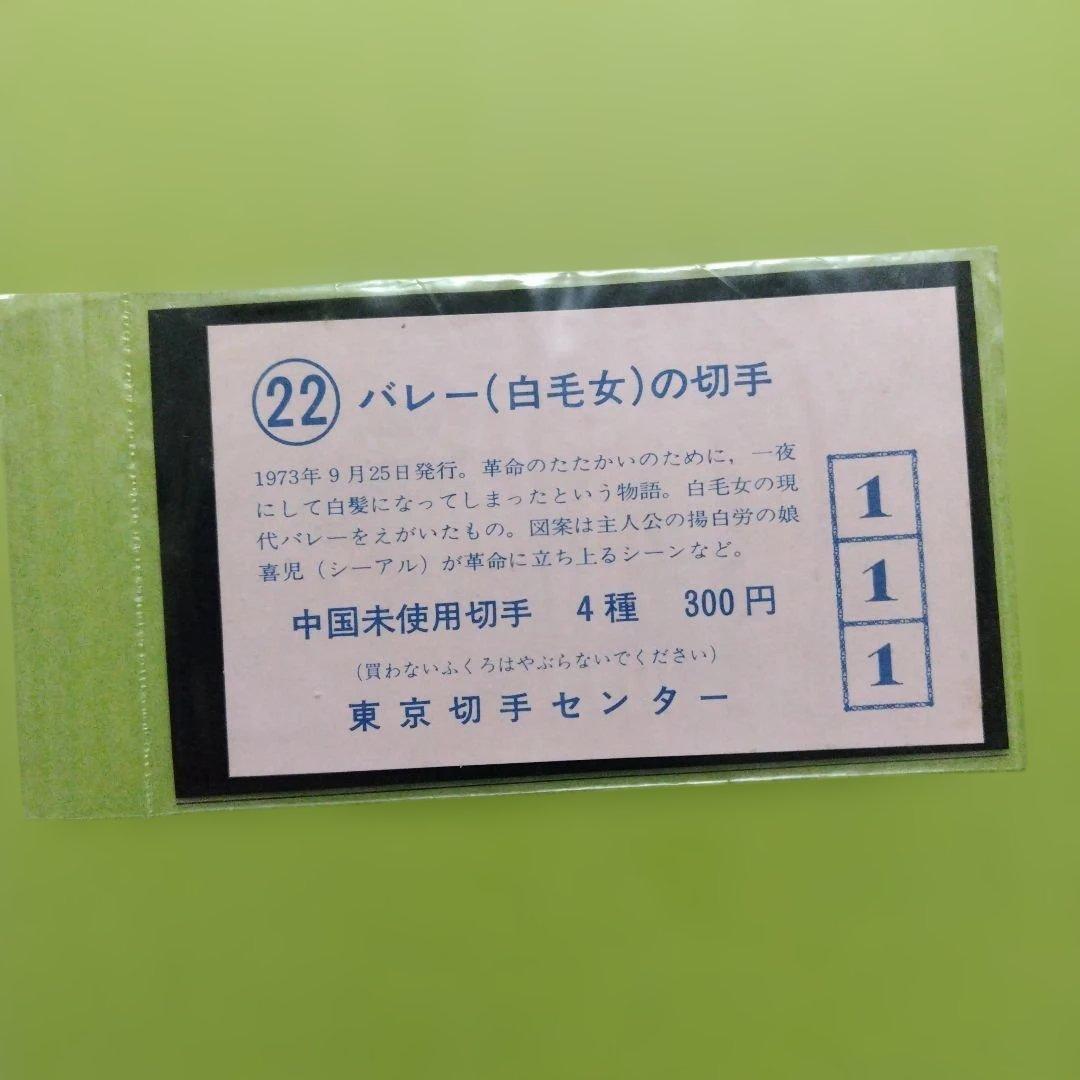 22 バレー(白毛女)の切手
1973年9月25日発行。革命のたたかいのために，一夜
にして白髪になってしまったという物語。白毛女の現
代バレーをえがいたもの。図案は主人公の揚白労の娘
喜児（シーアル）が革命に立ち上るシーンなど。
中国未使用切手 4種 300円
（買わないふくろはやぶらないでください）
東京切手センター
1
1
1